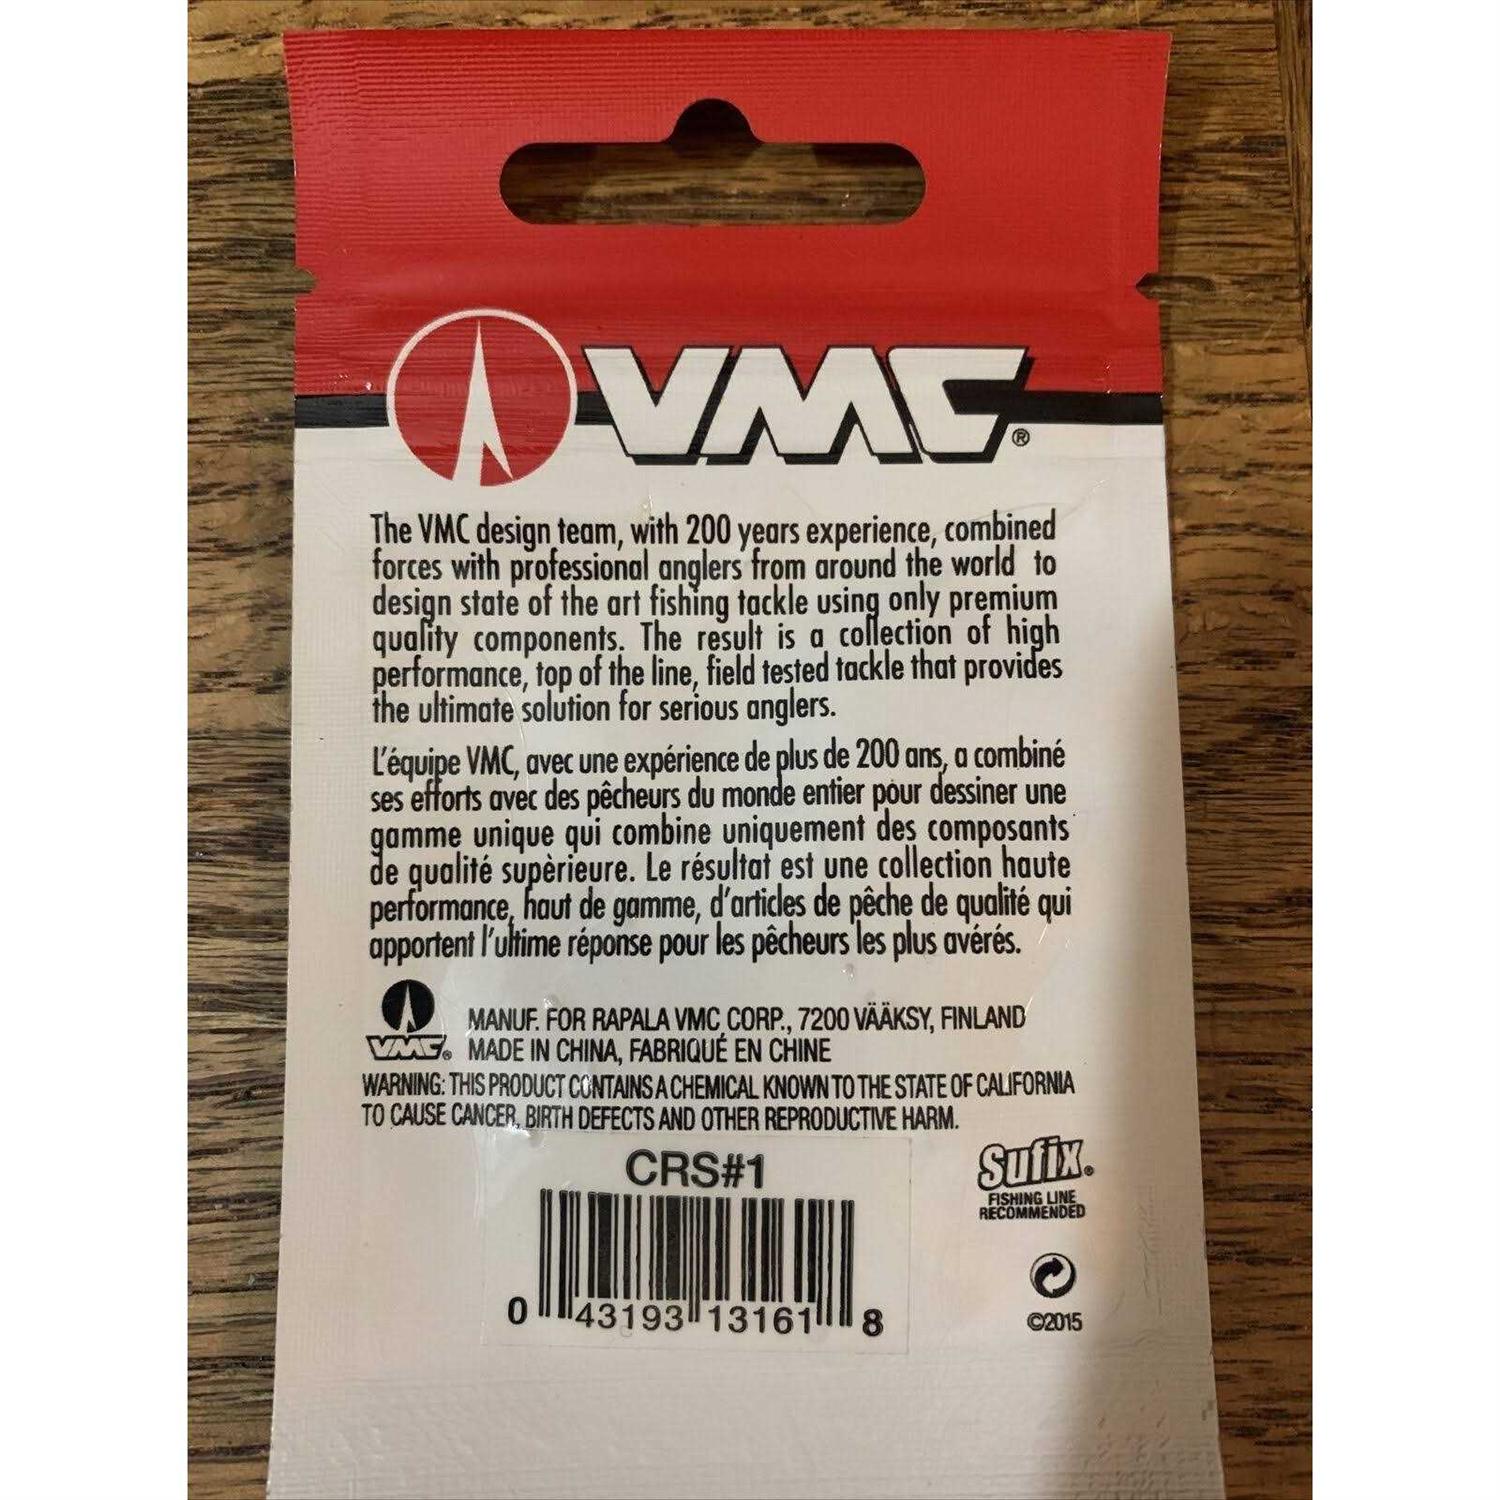 VMC®
The VMC design team, with 200 years experience, combined
forces with professional anglers from around the world to
design state of the art fishing tackle using only premium
quality components. The result is a collection of high
performance, top of the line, field tested tackle that provides
the ultimate solution for serious anglers.
L'équipe VMC, avec une expérience de plus de 200 ans, a combiné
ses efforts avec des pêcheurs du monde entier pour dessiner une
gamme unique qui combine uniquement des composants
de qualité supèrieure. Le résultat est une collection haute
performance, haut de gamme, d'articles de pêche de qualité qui
apportent l'ultime réponse pour les pêcheurs les plus avérés.
VMC®
MANUF. FOR RAPALA VMC CORP., 7200 VÄÄKSY, FINLAND
MADE IN CHINA, FABRIQUÉ EN CHINE
WARNING: THIS PRODUCT CONTAINS A CHEMICAL KNOWN TO THE STATE OF CALIFORNIA
TO CAUSE CANCER, BIRTH DEFECTS AND OTHER REPRODUCTIVE HARM.
CRS#1
0 43193 13161 8
Sufix®
FISHING LINE
RECOMMENDED
©2015